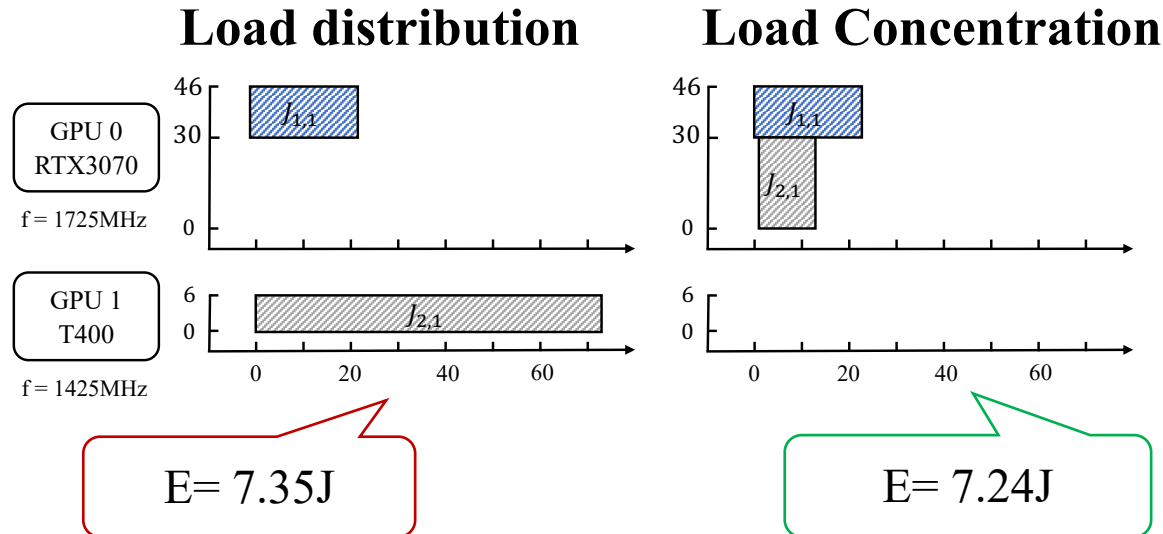 Load distribution
Load Concentration
GPU 0
RTX3070
f = 1725MHz
46
30
0
J1,1
46
30
0
J1,1
J2,1
GPU 1
T400
f = 1425MHz
6
0
J2,1
0 20 40 60
6
0
0 20 40 60
E= 7.35J
E= 7.24J